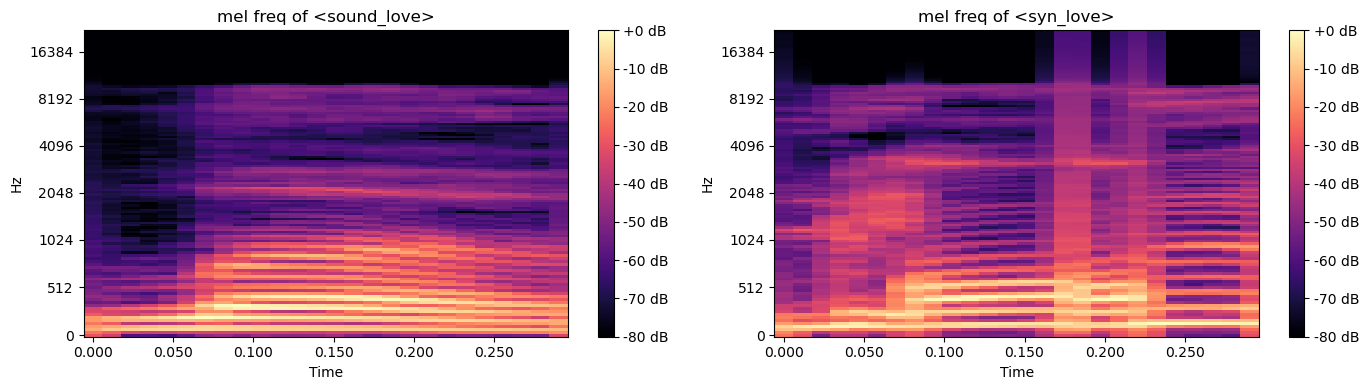 mel freq of <sound_love>
16384
8192
4096
2048
1024
512
0
Hz
0.000
0.050
0.100
0.150
0.200
0.250
Time
+0 dB
-10 dB
-20 dB
-30 dB
-40 dB
-50 dB
-60 dB
-70 dB
-80 dB
mel freq of <syn_love>
16384
8192
4096
2048
1024
512
0
Hz
0.000
0.050
0.100
0.150
0.200
0.250
Time
+0 dB
-10 dB
-20 dB
-30 dB
-40 dB
-50 dB
-60 dB
-70 dB
-80 dB